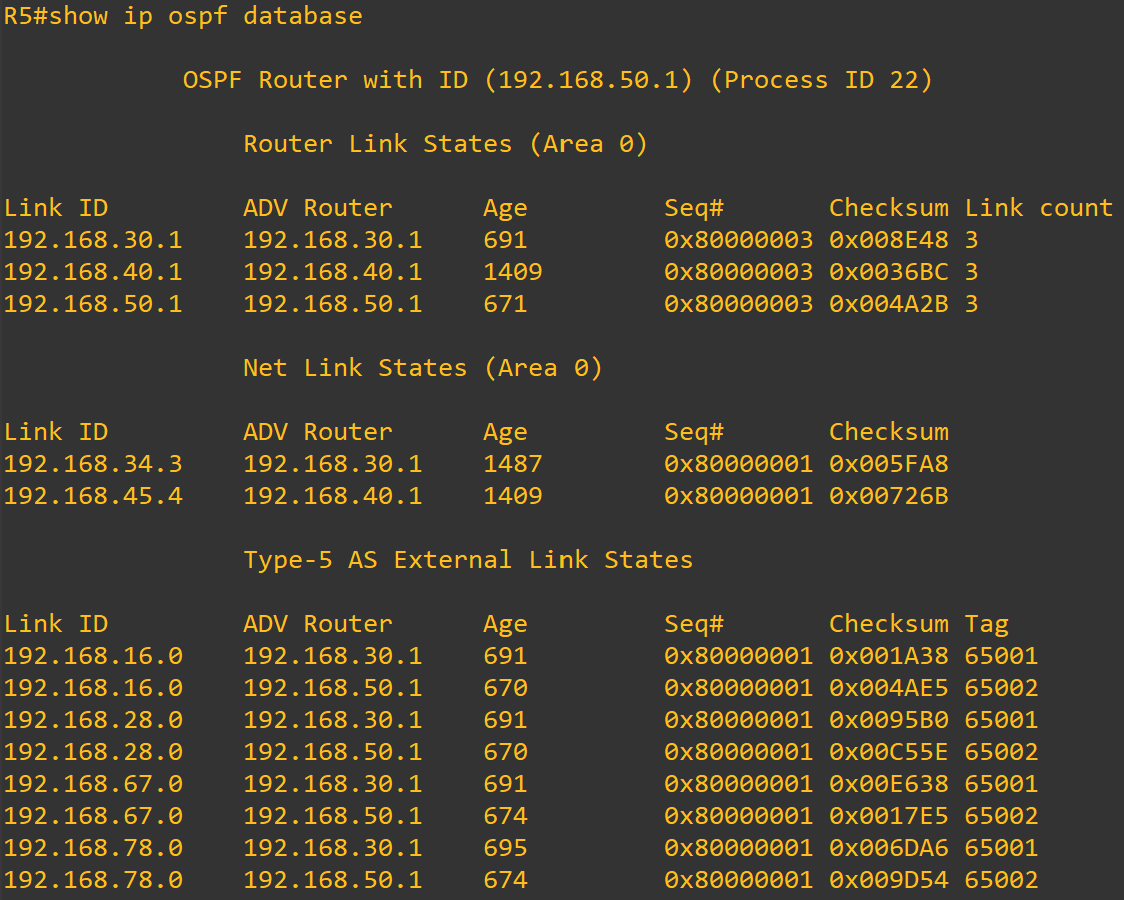 R5#show ip ospf database
OSPF Router with ID (192.168.50.1) (Process ID 22)
Router Link States (Area 0)
Link ID ADV Router Age Seq# Checksum Link count
192.168.30.1 192.168.30.1 691 0x80000003 0x008E48 3
192.168.40.1 192.168.40.1 1409 0x80000003 0x0036BC 3
192.168.50.1 192.168.50.1 671 0x80000003 0x004A2B 3
Net Link States (Area 0)
Link ID ADV Router Age Seq# Checksum
192.168.34.3 192.168.30.1 1487 0x80000001 0x005FA8
192.168.45.4 192.168.40.1 1409 0x80000001 0x00726B
Type-5 AS External Link States
Link ID ADV Router Age Seq# Checksum Tag
192.168.16.0 192.168.30.1 691 0x80000001 0x001A38 65001
192.168.16.0 192.168.50.1 670 0x80000001 0x004AE5 65002
192.168.28.0 192.168.30.1 691 0x80000001 0x0095B0 65001
192.168.28.0 192.168.50.1 670 0x80000001 0x00C55E 65002
192.168.67.0 192.168.30.1 691 0x80000001 0x00E638 65001
192.168.67.0 192.168.50.1 674 0x80000001 0x0017E5 65002
192.168.78.0 192.168.30.1 695 0x80000001 0x006DA6 65001
192.168.78.0 192.168.50.1 674 0x80000001 0x009D54 65002